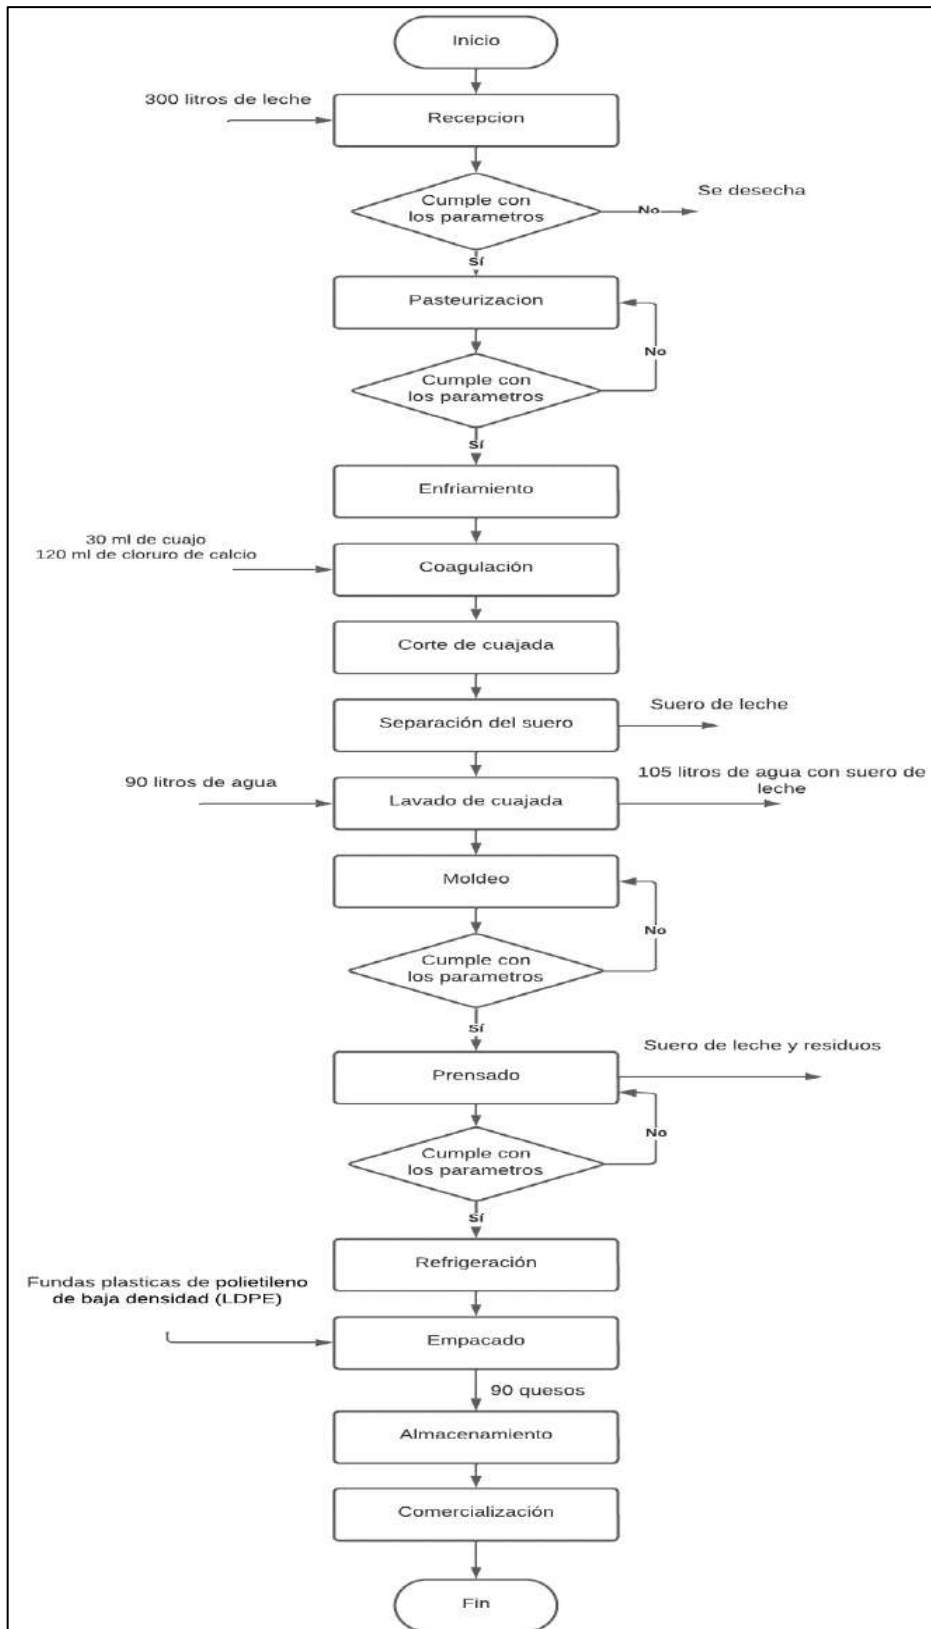 Inicio
300 litros de leche
Recepcion
Cumple con
los parametros
No
Se desecha
Sí
Pasteurizacion
No
Cumple con
los parametros
Sí
Enfriamiento
30 ml de cuajo
120 ml de cloruro de calcio
Coagulación
Corte de cuajada
Separación del suero
Suero de leche
90 litros de agua
Lavado de cuajada
105 litros de agua con suero de
leche
Moldeo
No
Cumple con
los parametros
Sí
Prensado
Suero de leche y residuos
No
Cumple con
los parametros
Sí
Refrigeración
Fundas plasticas de polietileno
de baja densidad (LDPE)
Empacado
90 quesos
Almacenamiento
Comercialización
Fin